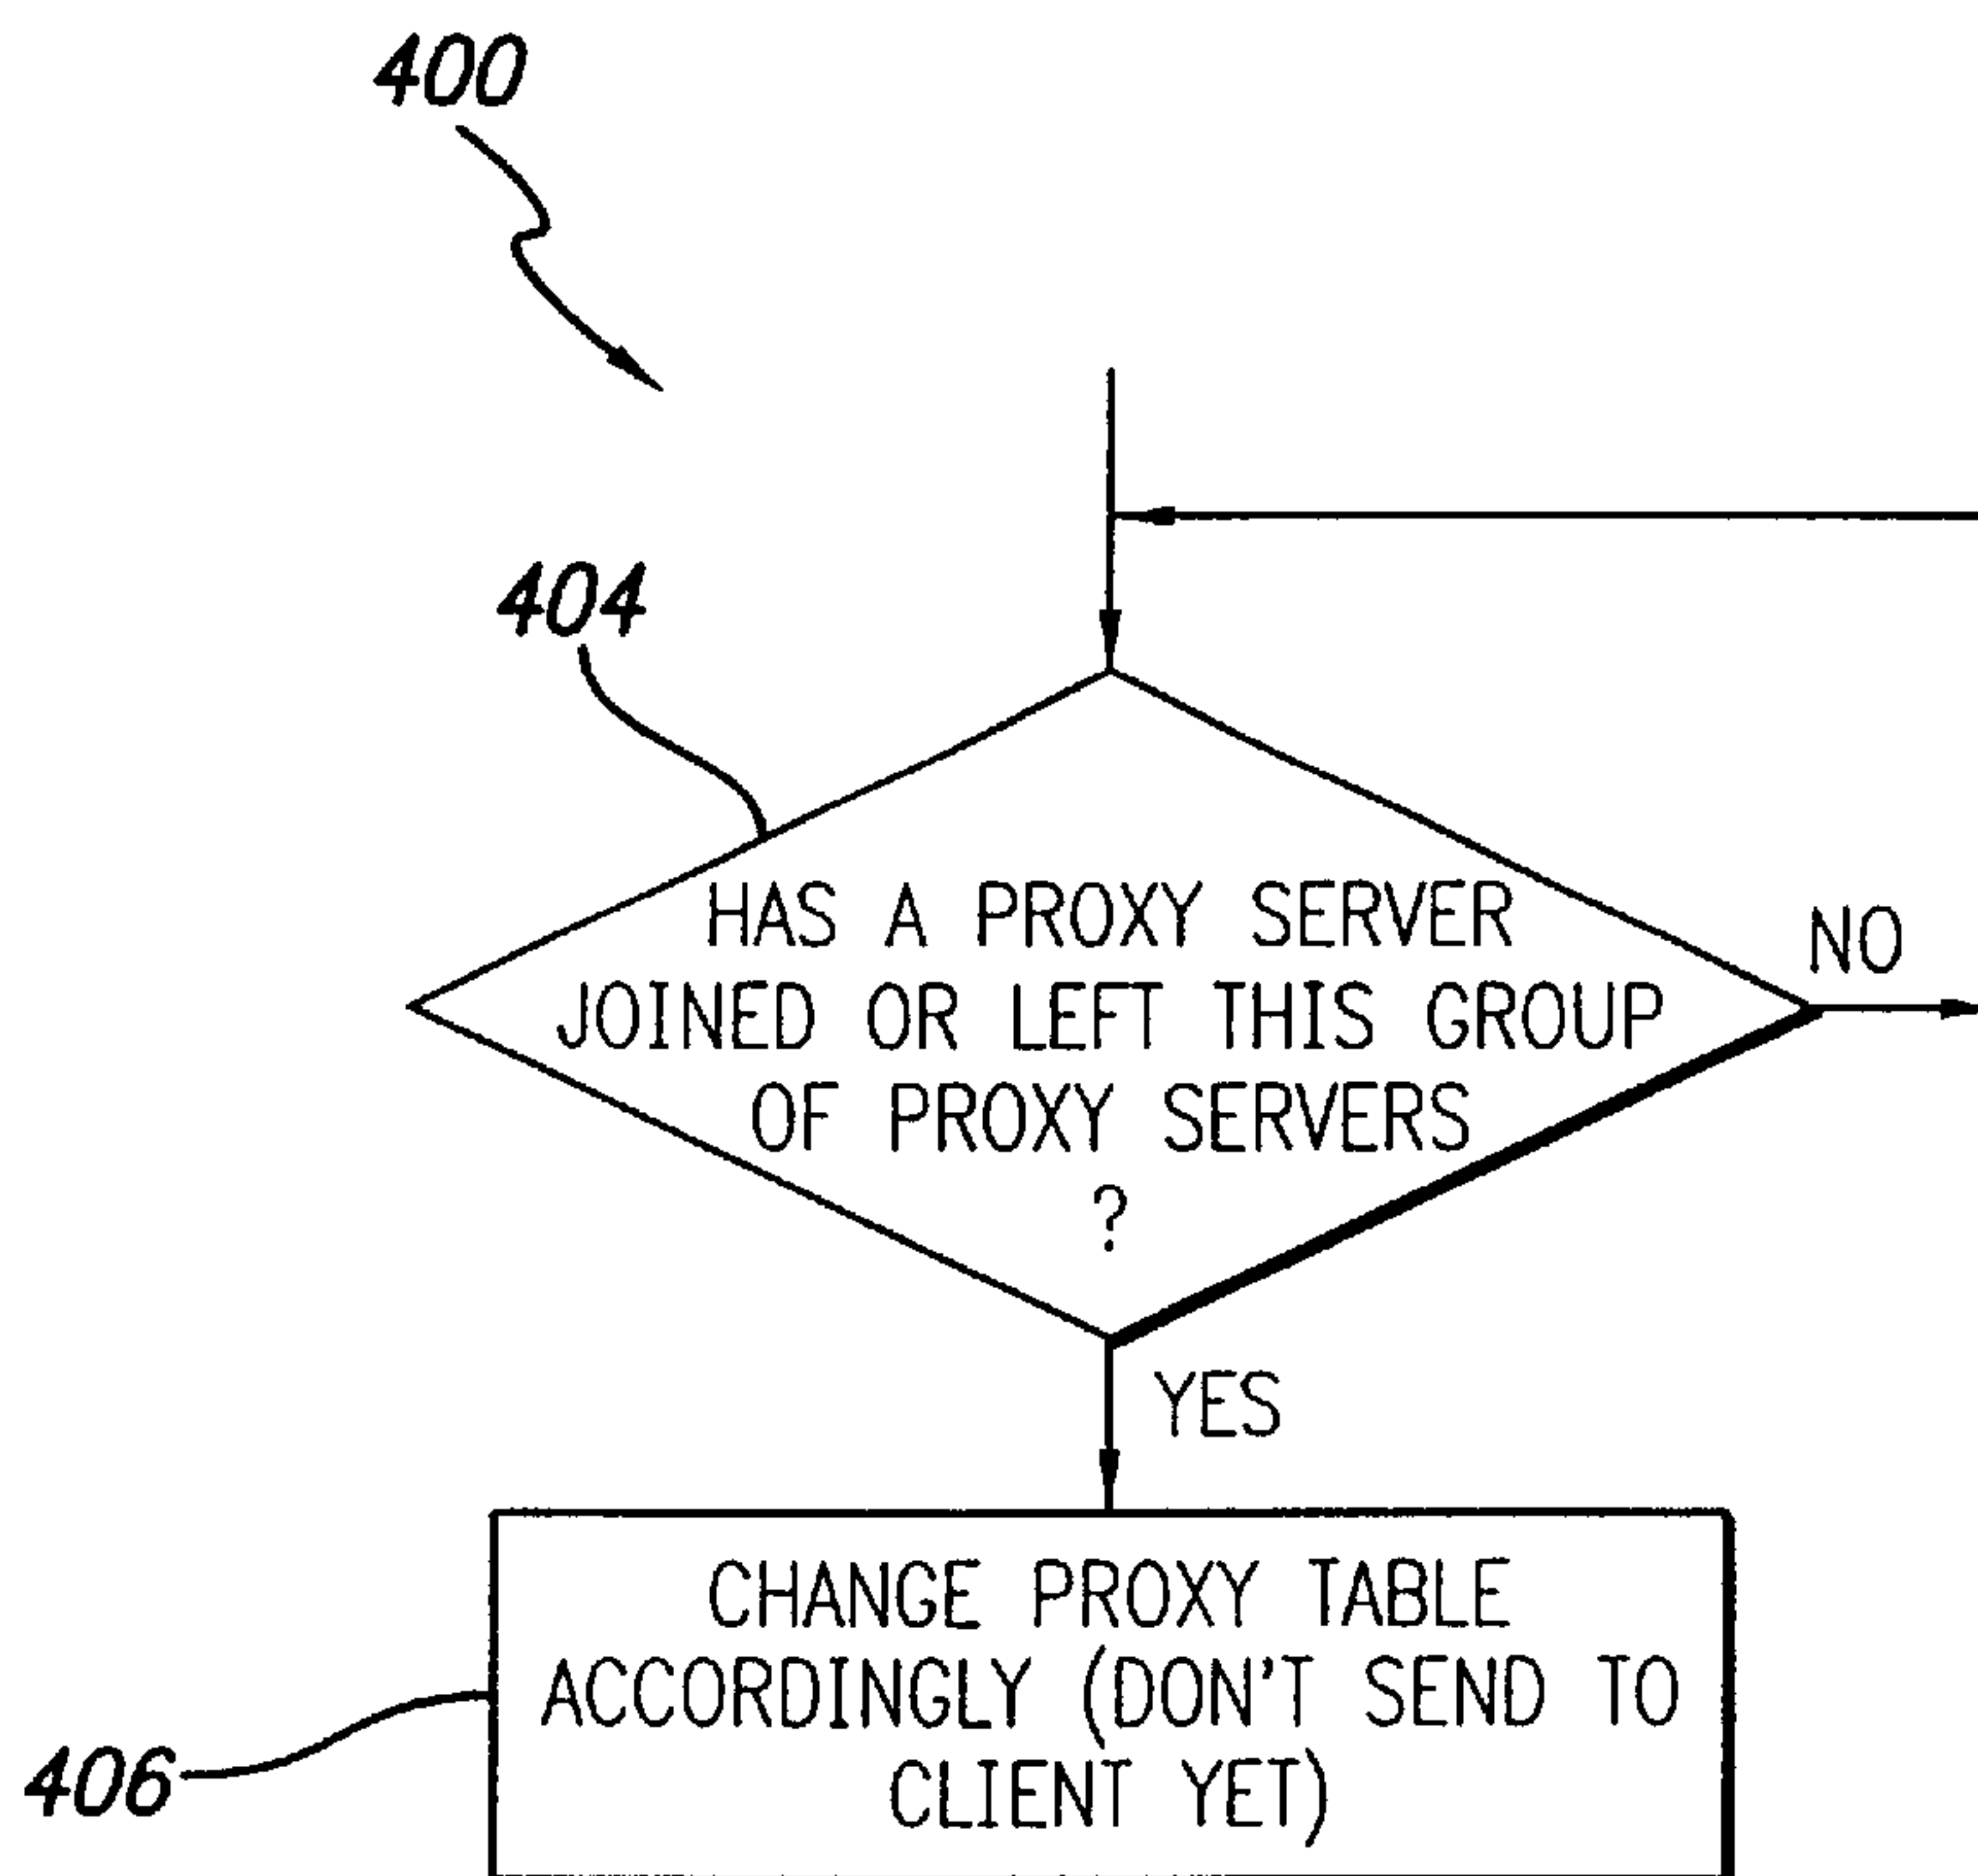 400
404
HAS A PROXY SERVER
JOINED OR LEFT THIS GROUP
OF PROXY SERVERS
?
NO
YES
CHANGE PROXY TABLE
ACCORDINGLY (DON'T SEND TO
CLIENT YET)
406